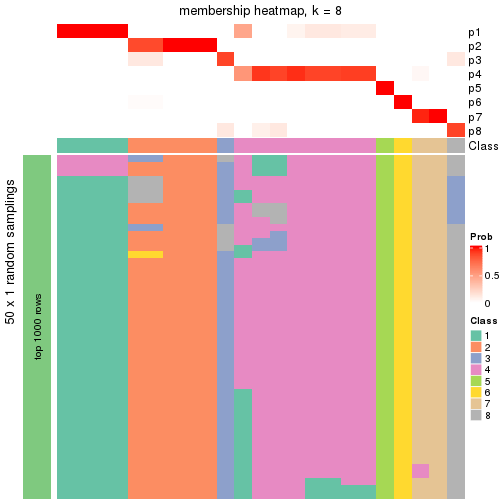 membership heatmap, k = 8
p1
p2
p3
p4
p5
p6
p7
p8
Class
50 x 1 random samplings
top 1000 rows
Prob
1
0.5
0
Class
1
2
3
4
5
6
7
8